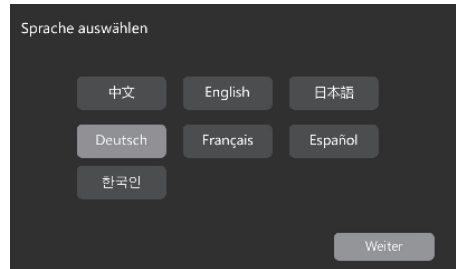 Sprache auswählen
中文 English 日本語
Deutsch Français Español
한국인
Weiter